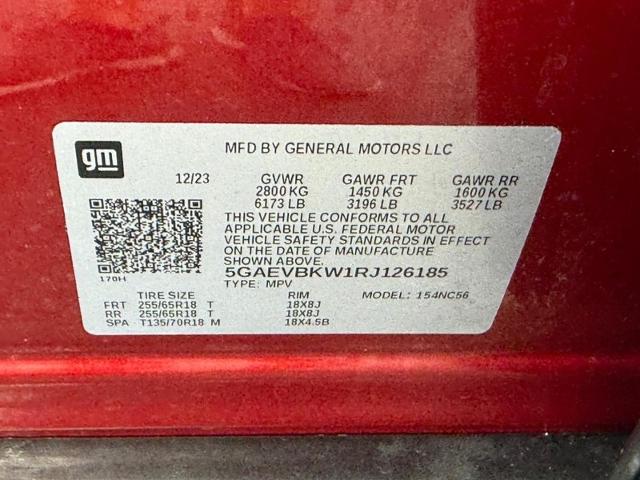 gm
MFD BY GENERAL MOTORS LLC
12/23 GVWR GAWR FRT GAWR RR
2800 KG 1450 KG 1600 KG
6173 LB 3196 LB 3527 LB
THIS VEHICLE CONFORMS TO ALL
APPLICABLE U.S. FEDERAL MOTOR
VEHICLE SAFETY STANDARDS IN EFFECT
ON THE DATE OF MANUFACTURE
SHOWN ABOVE.
170H
5GAEVBKW1RJ126185
TYPE: MPV MODEL: 154NC56
TIRE SIZE RIM
FRT 255/65R18 T 18X8J
RR 255/65R18 T 18X8J
SPA T135/70R18 M 18X4.5B